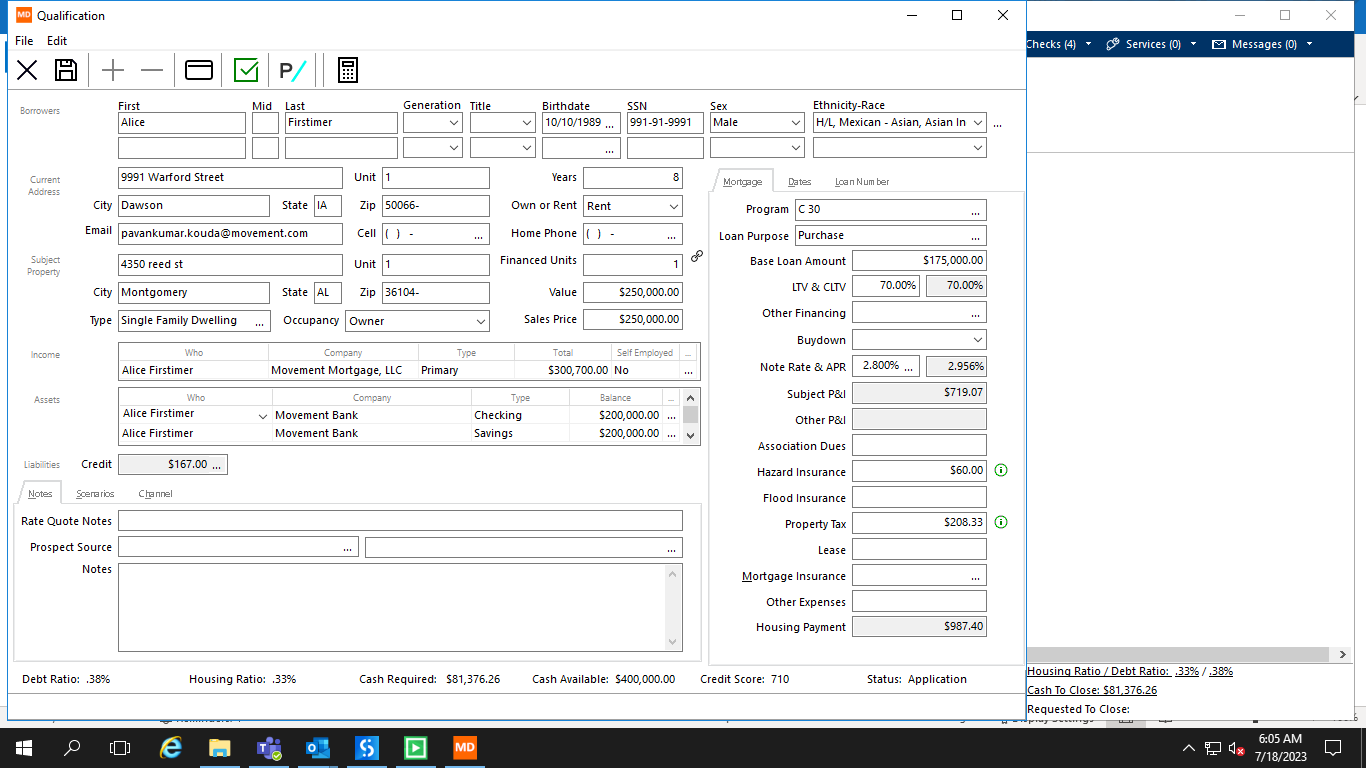 MD Qualification
File Edit
P/
Checks (4) Services (0) Messages (0)
Borrowers
First Mid Last Generation Title Birthdate SSN Sex Ethnicity-Race
Alice Firstimer 10/10/1989 ... 991-91-9991 Male H/L, Mexican - Asian, Asian In ...
...
Current Address
9991 Warford Street Unit 1 Years 8
City Dawson State IA Zip 50066- Own or Rent Rent
Email pavankumar.kouda@movement.com Cell ( ) - ... Home Phone ( ) - ...
Subject Property
4350 reed st Unit 1 Financed Units 1
City Montgomery State AL Zip 36104- Value $250,000.00
Type Single Family Dwelling ... Occupancy Owner Sales Price $250,000.00
Income
Who Company Type Total Self Employed ...
Alice Firstimer Movement Mortgage, LLC Primary $300,700.00 No ...
Assets
Who Company Type Balance ...
Alice Firstimer Movement Bank Checking $200,000.00 ...
Alice Firstimer Movement Bank Savings $200,000.00 ...
Liabilities Credit $167.00 ...
Notes Scenarios Channel
Rate Quote Notes
Prospect Source ... ...
Notes
Mortgage Dates Loan Number
Program C 30 ...
Loan Purpose Purchase ...
Base Loan Amount $175,000.00
LTV & CLTV 70.00% 70.00%
Other Financing ...
Buydown
Note Rate & APR 2.800% ... 2.956%
Subject P&I $719.07
Other P&I
Association Dues
Hazard Insurance $60.00
Flood Insurance
Property Tax $208.33
Lease
Mortgage Insurance ...
Other Expenses
Housing Payment $987.40
Debt Ratio: .38% Housing Ratio: .33% Cash Required: $81,376.26 Cash Available: $400,000.00 Credit Score: 710 Status: Application
Housing Ratio / Debt Ratio: .33% / .38%
Cash To Close: $81,376.26
Requested To Close:
MD
6:05 AM
7/18/2023